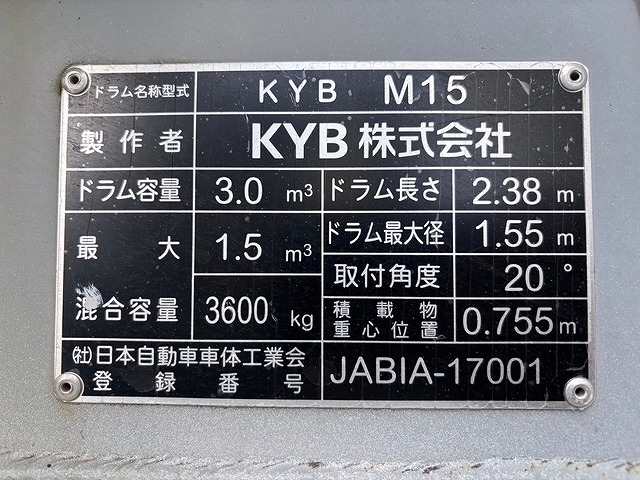 ドラム名称型式 KYB M15
製作者 KYB株式会社
ドラム容量 3.0 m³ ドラム長さ 2.38 m
最大 1.5 m³ ドラム最大径 1.55 m
取付角度 20°
混合容量 3600 kg 積載物重心位置 0.755 m
(社)日本自動車車体工業会
登録番号 JABIA-17001